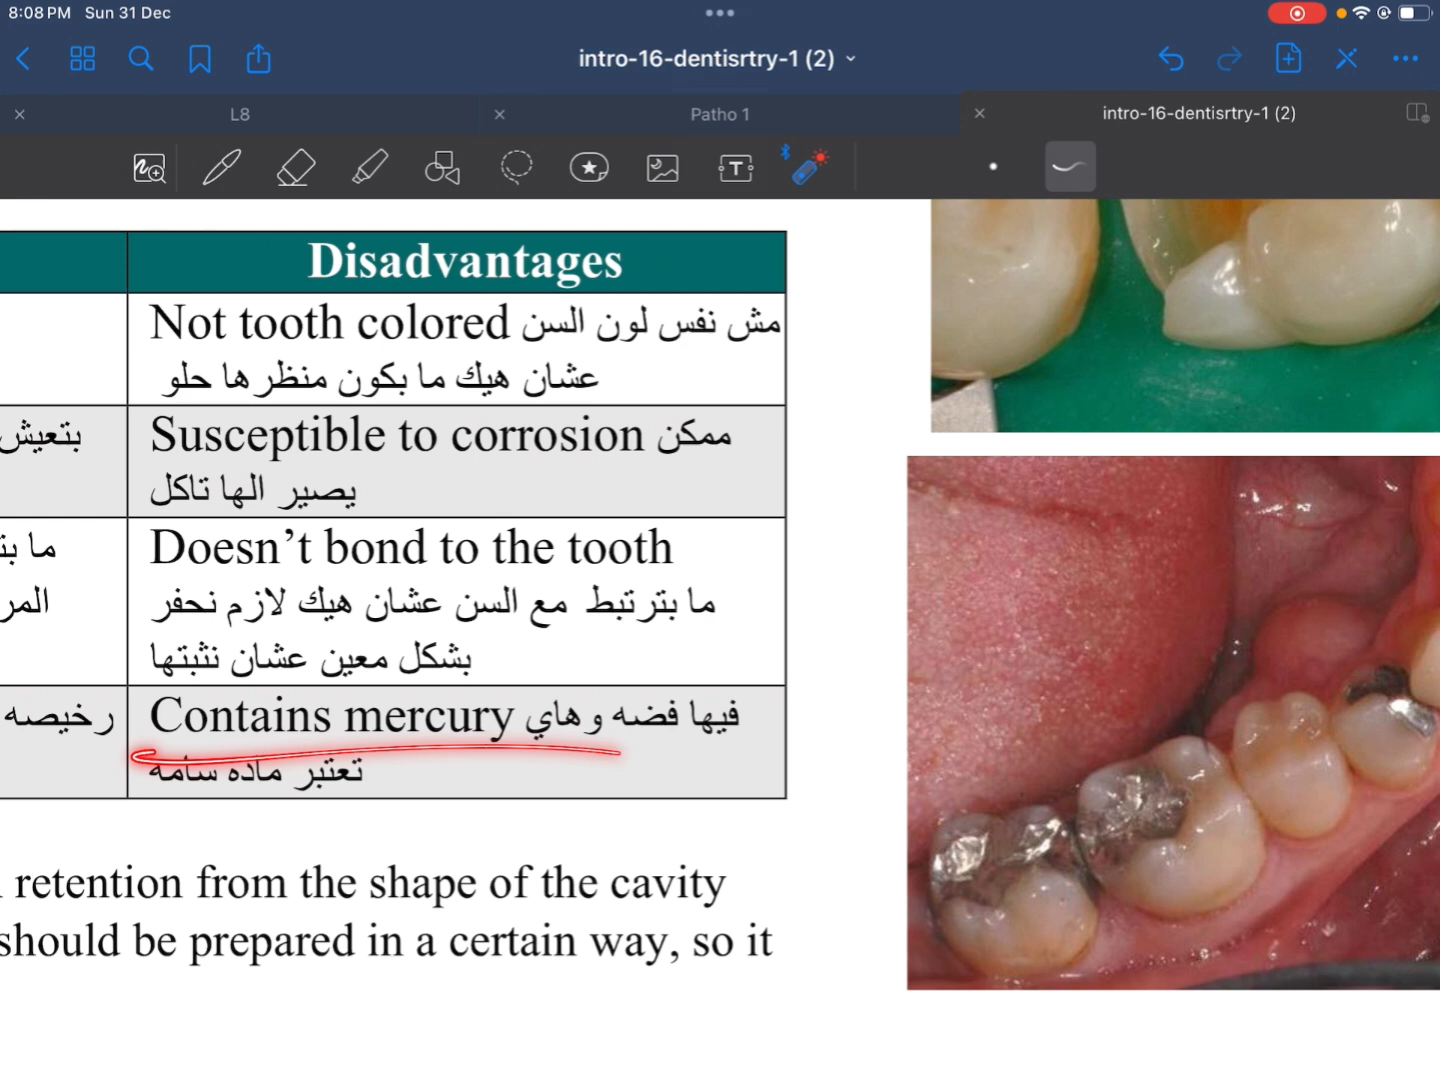 8:08 PM Sun 31 Dec
intro-16-dentisrtry-1 (2)
L8
Patho 1
intro-16-dentisrtry-1 (2)
T
Disadvantages
Not tooth colored مش نفس لون السن
عشان هيك ما بكون منظرها حلو
بتعيش
Susceptible to corrosion ممكن
يصير الها تاكل
ما بت
Doesn’t bond to the tooth
المر
ما بترتبط مع السن عشان هيك لازم نحفر
بشكل معين عشان نثبتها
رخيصه
Contains mercury فيها فضه وهاي
تعتبر ماده سامه
retention from the shape of the cavity
should be prepared in a certain way, so it